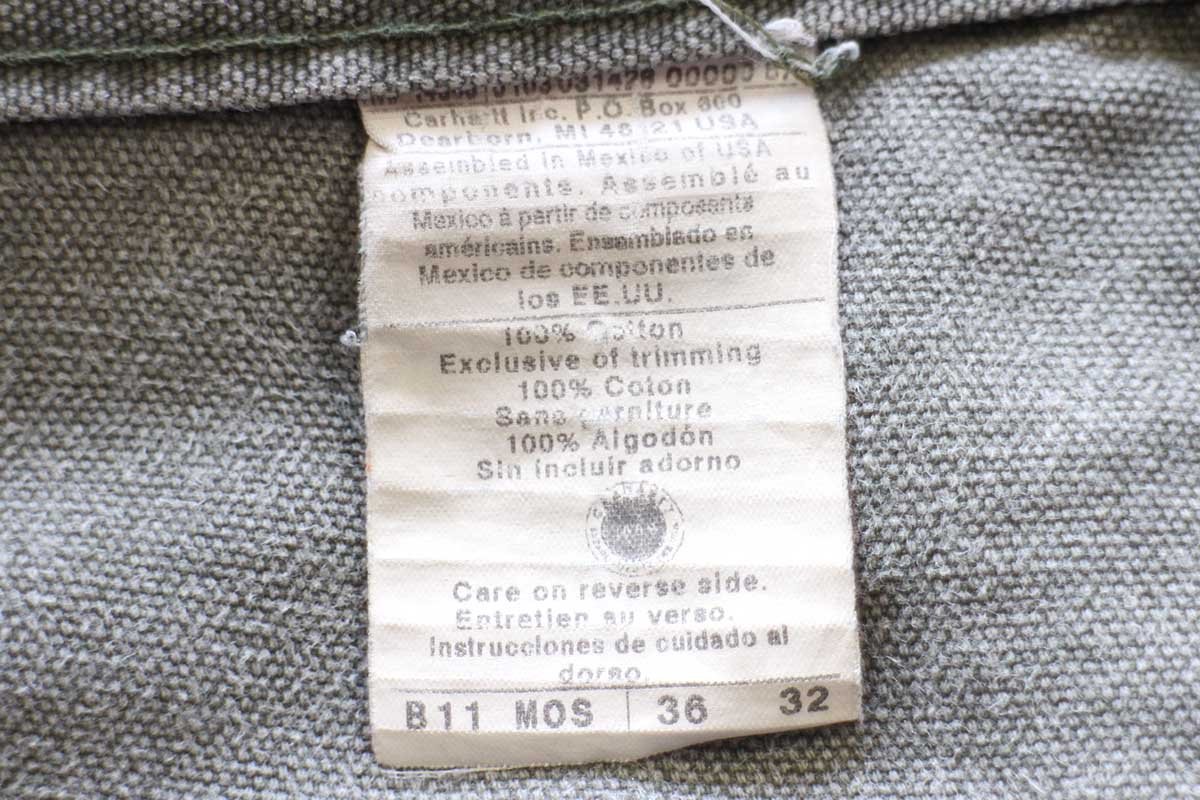 0103 031428 00000
Carhartt Inc. P.O. Box 600
Dearborn, MI 48121 USA
Assembled in Mexico of USA
components. Assemblé au
Mexico à partir de composants
américains. Ensamblado en
Mexico de componentes de
los EE.UU.
100% Cotton
Exclusive of trimming
100% Coton
Sans garniture
100% Algodón
Sin incluir adorno
Care on reverse side.
Entretien au verso.
Instrucciones de cuidado al
dorso.
B11 MOS 36 32